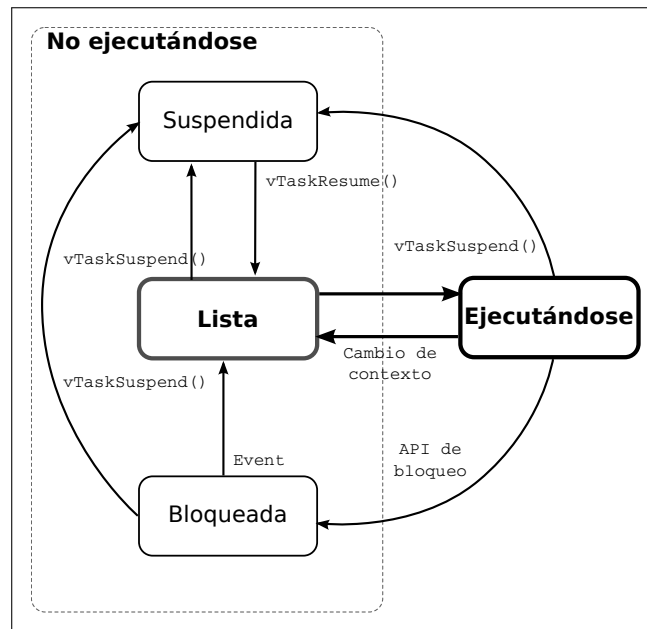 No ejecutándose
Suspendida
vTaskResume()
vTaskSuspend()
vTaskSuspend()
Lista
Ejecutándose
Cambio de
contexto
vTaskSuspend()
API de
bloqueo
Event
Bloqueada